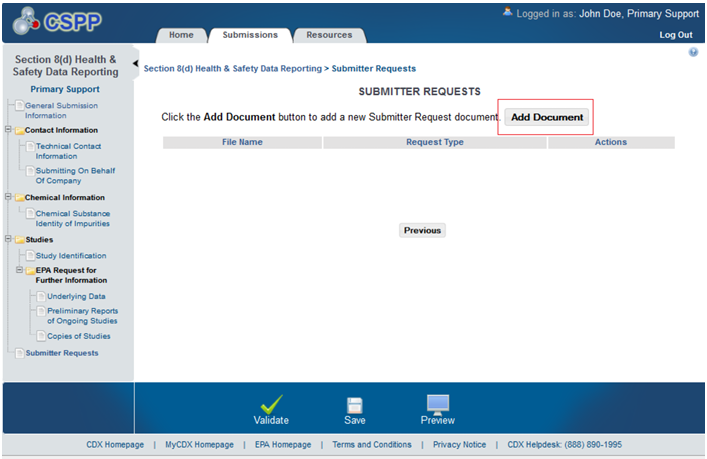 CSPP
Logged in as: John Doe, Primary Support
Home
Submissions
Resources
Log Out
Section 8(d) Health &
Safety Data Reporting
Primary Support
General Submission
Information
Contact Information
Technical Contact
Information
Submitting On Behalf
Of Company
Chemical Information
Chemical Substance
Identity of Impurities
Studies
Study Identification
EPA Request for
Further Information
Underlying Data
Preliminary Reports
of Ongoing Studies
Copies of Studies
Submitter Requests
Section 8(d) Health & Safety Data Reporting > Submitter Requests
SUBMITTER REQUESTS
Click the Add Document button to add a new Submitter Request document. Add Document
File Name Request Type Actions
Previous
Validate Save Preview
CDX Homepage | MyCDX Homepage | EPA Homepage | Terms and Conditions | Privacy Notice | CDX Helpdesk: (888) 890-1995